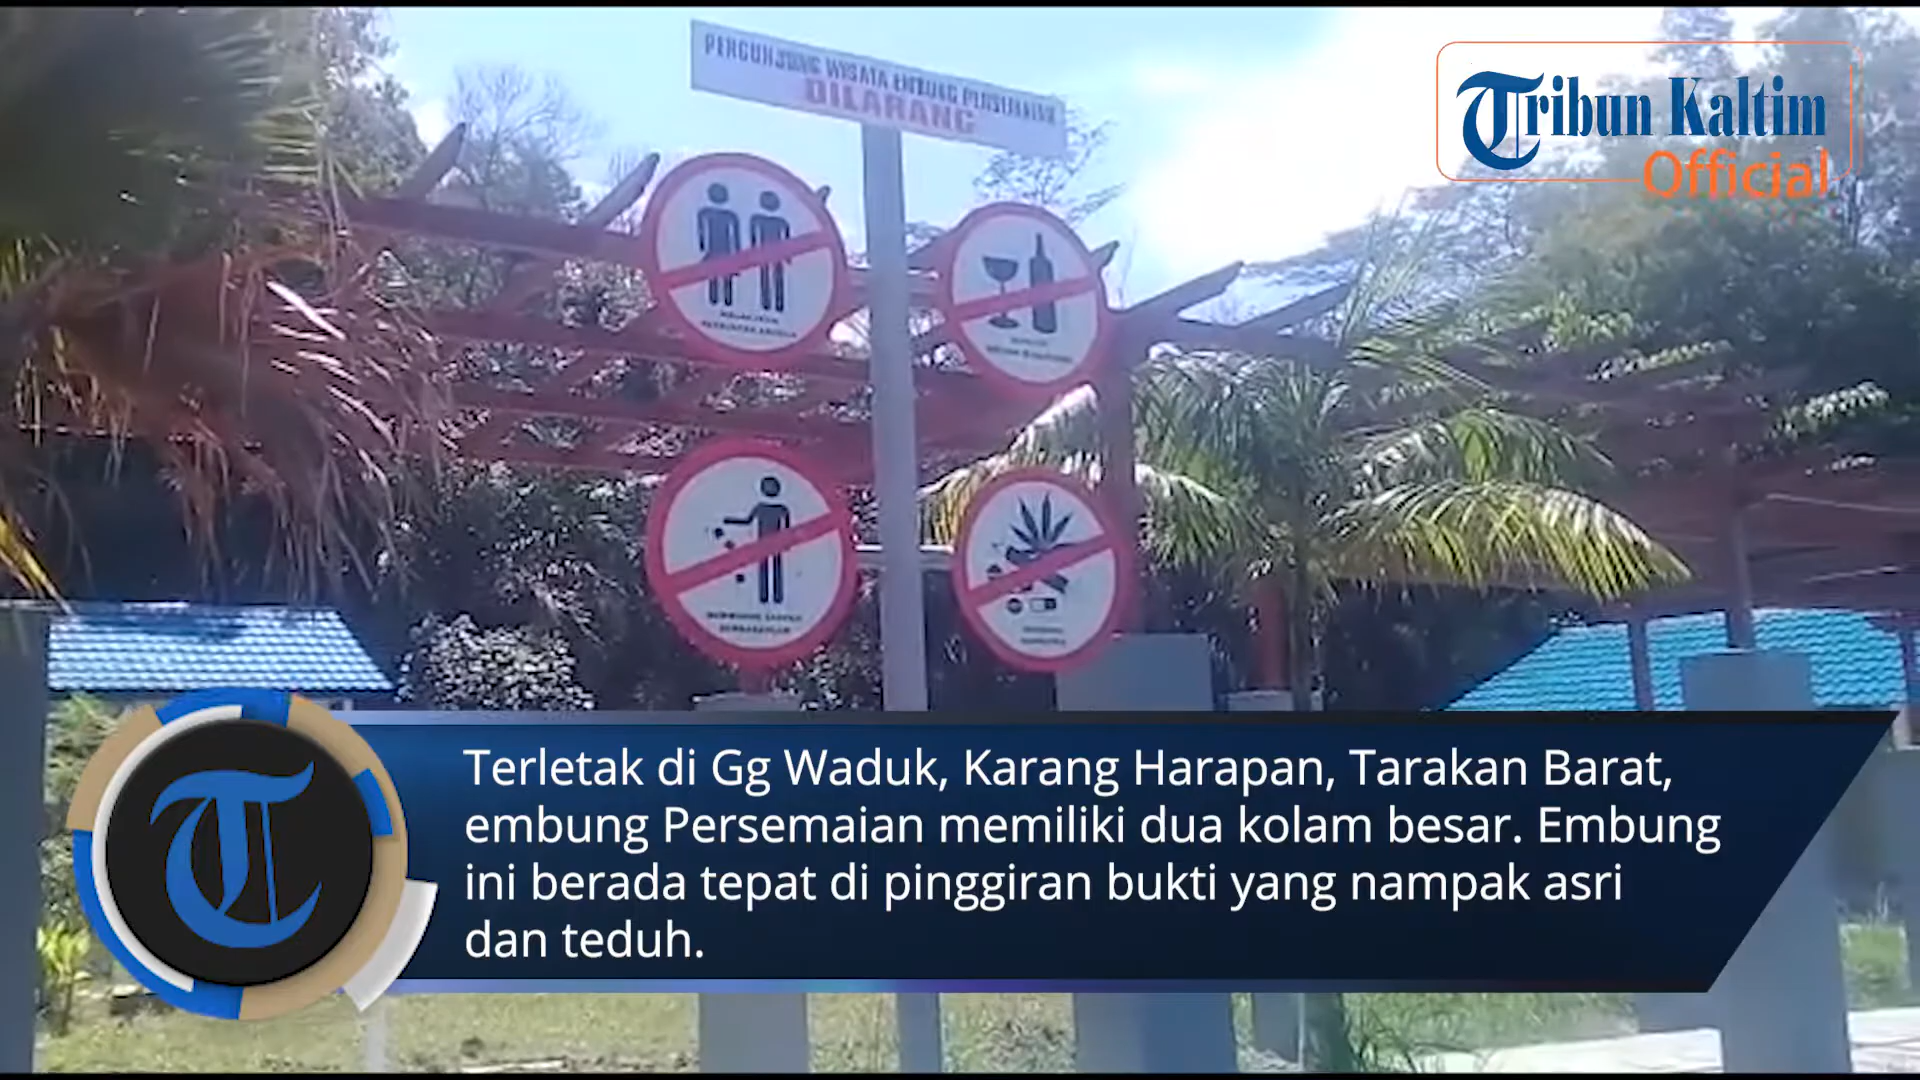 PERGUNJUNG WISATA EMBUNG PERSEMAIAN
DILARANG
Tribun Kaltim
Official
Terletak di Gg Waduk, Karang Harapan, Tarakan Barat,
embung Persemaian memiliki dua kolam besar. Embung
ini berada tepat di pinggiran bukti yang nampak asri
dan teduh.